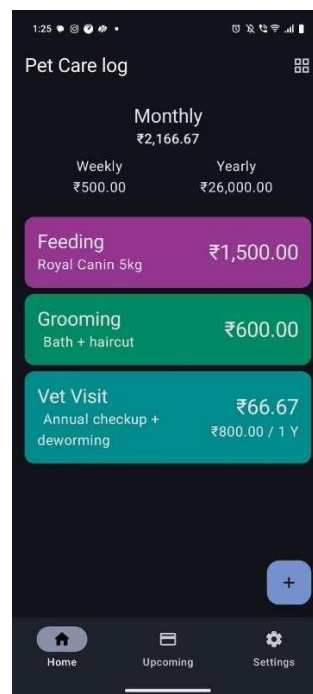 1:25
Pet Care log
Monthly
₹2,166.67
Weekly
₹500.00
Yearly
₹26,000.00
Feeding
Royal Canin 5kg
₹1,500.00
Grooming
Bath + haircut
₹600.00
Vet Visit
Annual checkup +
deworming
₹66.67
₹800.00 / 1 Y
+
Home
Upcoming
Settings